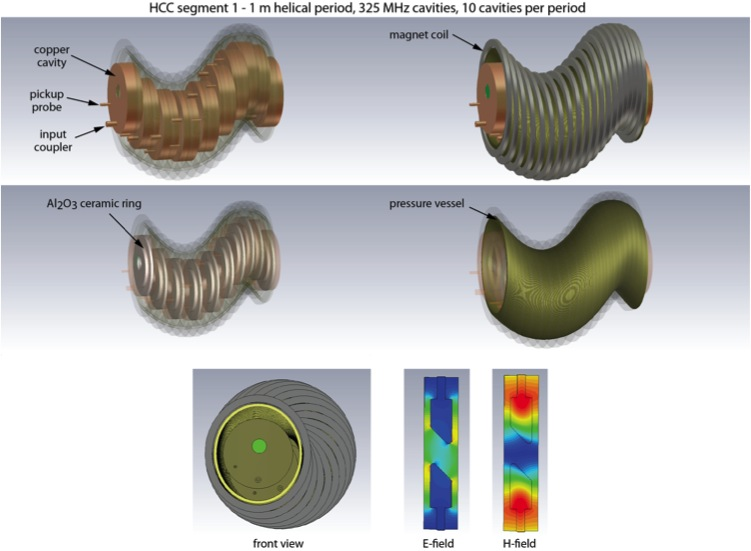 HCC segment 1 - 1 m helical period, 325 MHz cavities, 10 cavities per period
copper
cavity
pickup
probe
input
coupler
magnet coil
Al2O3 ceramic ring
pressure vessel
front view
E-field
H-field